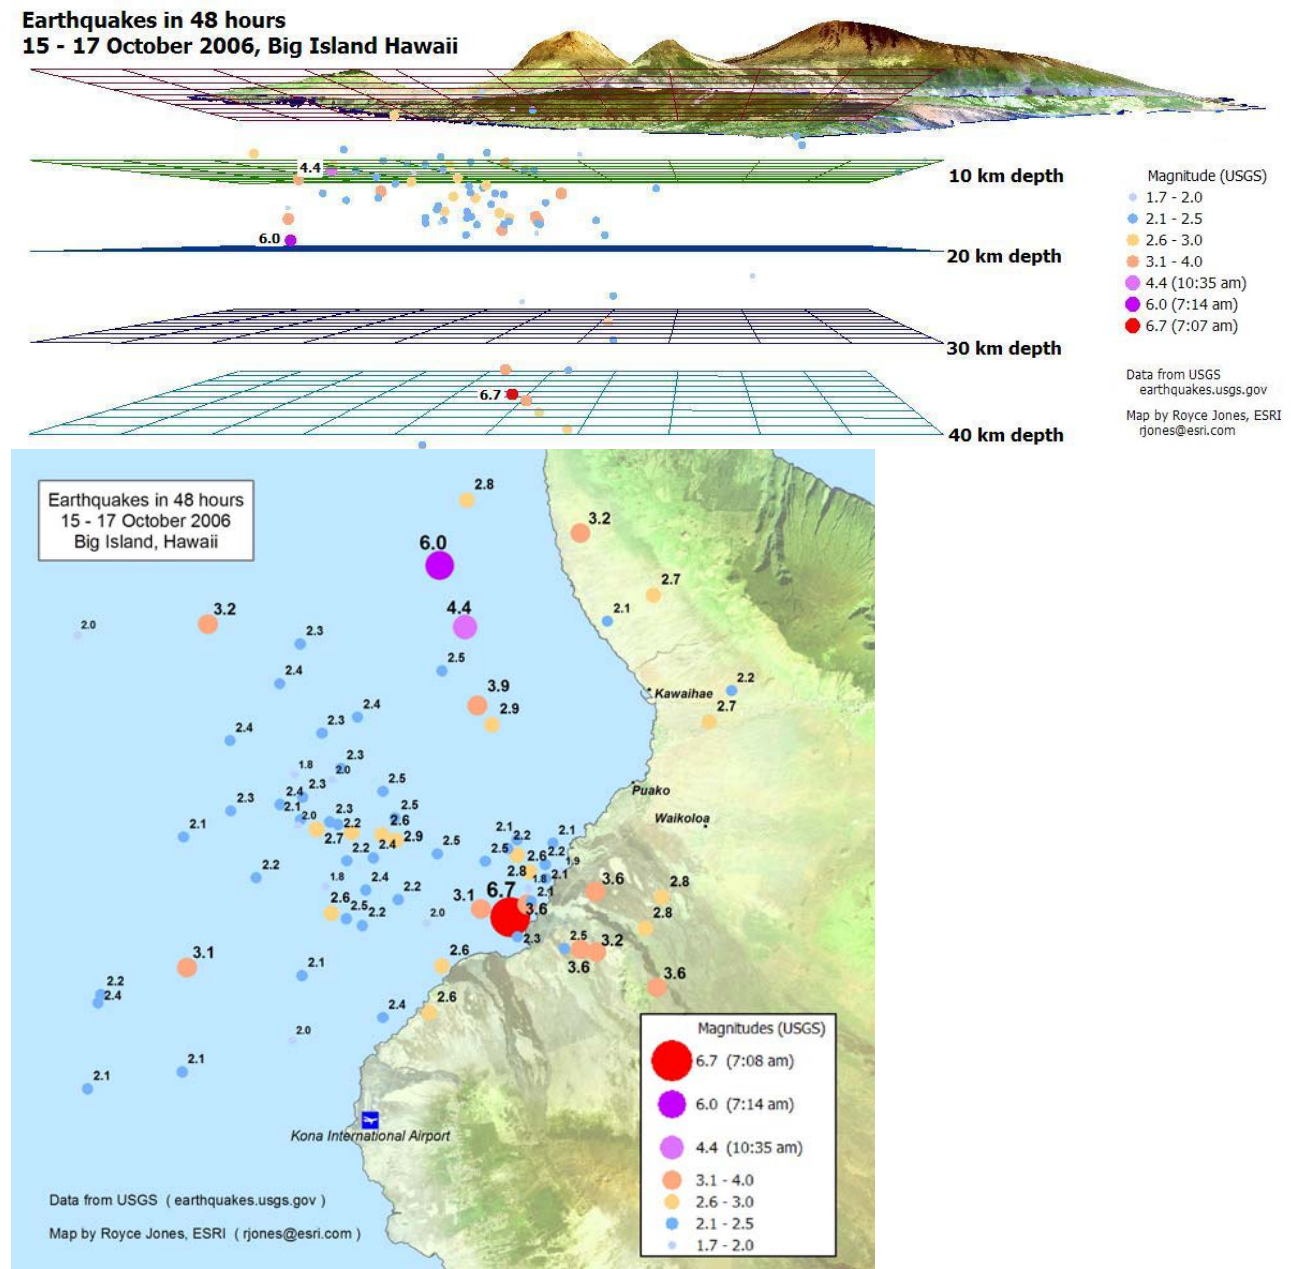 Earthquakes in 48 hours
15 - 17 October 2006, Big Island Hawaii
4.4
10 km depth
6.0
20 km depth
30 km depth
6.7
40 km depth
Magnitude (USGS)
1.7 - 2.0
2.1 - 2.5
2.6 - 3.0
3.1 - 4.0
4.4 (10:35 am)
6.0 (7:14 am)
6.7 (7:07 am)
Data from USGS
earthquakes.usgs.gov
Map by Royce Jones, ESRI
rjones@esri.com
Earthquakes in 48 hours
15 - 17 October 2006
Big Island, Hawaii
2.8
3.2
6.0
2.7
4.4
2.1
3.2
2.0
2.3
2.5
2.4
2.2
Kawaihae
3.9
2.9
2.7
2.4
2.3
2.4
2.3
1.8
2.0
2.5
Puako
2.4
2.3
2.3
2.1
2.0
2.3
2.5
Waikoloa
2.1
2.2
2.6
2.7
2.9
2.1
2.2
2.1
2.2
2.4
2.5
2.5
2.6
2.2
1.9
2.2
1.8
2.4
2.8
1.8
2.1
3.6
2.8
2.2
3.1
6.7
2.1
2.6
2.5
2.2
2.0
3.6
2.8
2.3
2.5
3.2
3.6
3.1
2.6
2.1
3.6
2.2
2.4
2.6
2.4
2.0
2.1
2.1
Kona International Airport
Magnitudes (USGS)
6.7 (7:08 am)
6.0 (7:14 am)
4.4 (10:35 am)
3.1 - 4.0
2.6 - 3.0
2.1 - 2.5
1.7 - 2.0
Data from USGS ( earthquakes.usgs.gov )
Map by Royce Jones, ESRI ( rjones@esri.com )